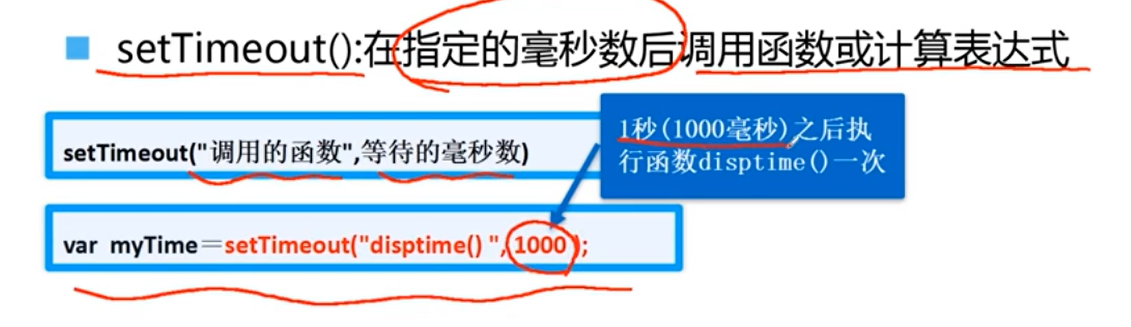 setTimeout():在指定的毫秒数后调用函数或计算表达式
setTimeout("调用的函数",等待的毫秒数)
1秒(1000毫秒)之后执
行函数disptime()一次
var myTime=setTimeout("disptime() ",1000 );